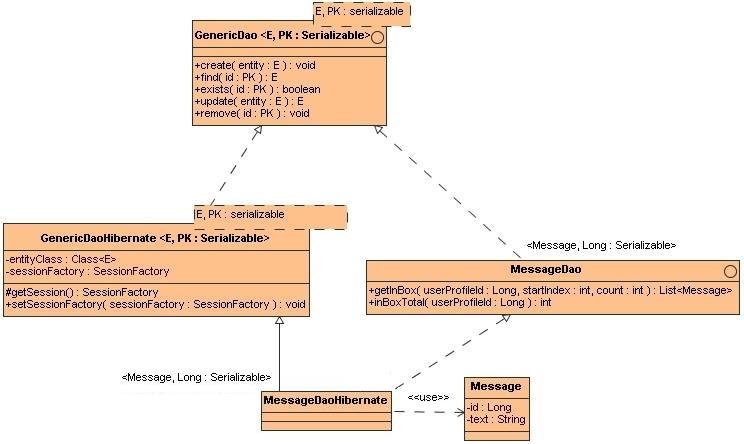 E, PK : serializable
GenericDao <E, PK : Serializable>
+create( entity : E ) : void
+find( id : PK ) : E
+exists( id : PK ) : boolean
+update( entity : E ) : E
+remove( id : PK ) : void
E, PK : serializable
GenericDaoHibernate <E, PK : Serializable>
-entityClass : Class<E>
-sessionFactory : SessionFactory
#getSession() : SessionFactory
+setSessionFactory( sessionFactory : SessionFactory ) : void
<Message, Long : Serializable>
MessageDao
+getInBox( userProfileId : Long, startIndex : int, count : int ) : List<Message>
+inBoxTotal( userProfileId : Long ) : int
<Message, Long : Serializable>
MessageDaoHibernate
<<use>>
Message
-id : Long
-text : String